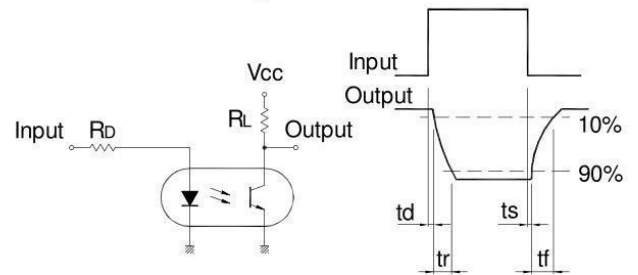 Vcc
RL
Input
RD
Output
Input
Output
10%
90%
td
ts
tr
tf